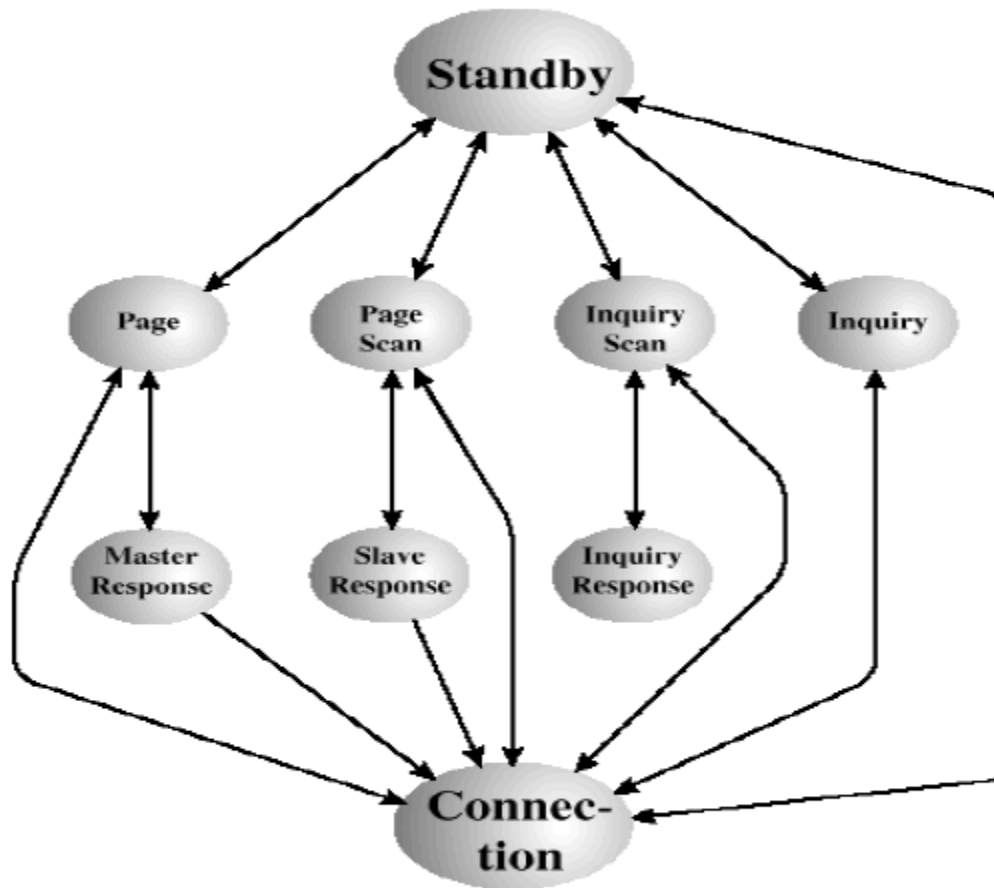 Standby
Page
Page
Scan
Inquiry
Scan
Inquiry
Master
Response
Slave
Response
Inquiry
Response
Connec-
tion